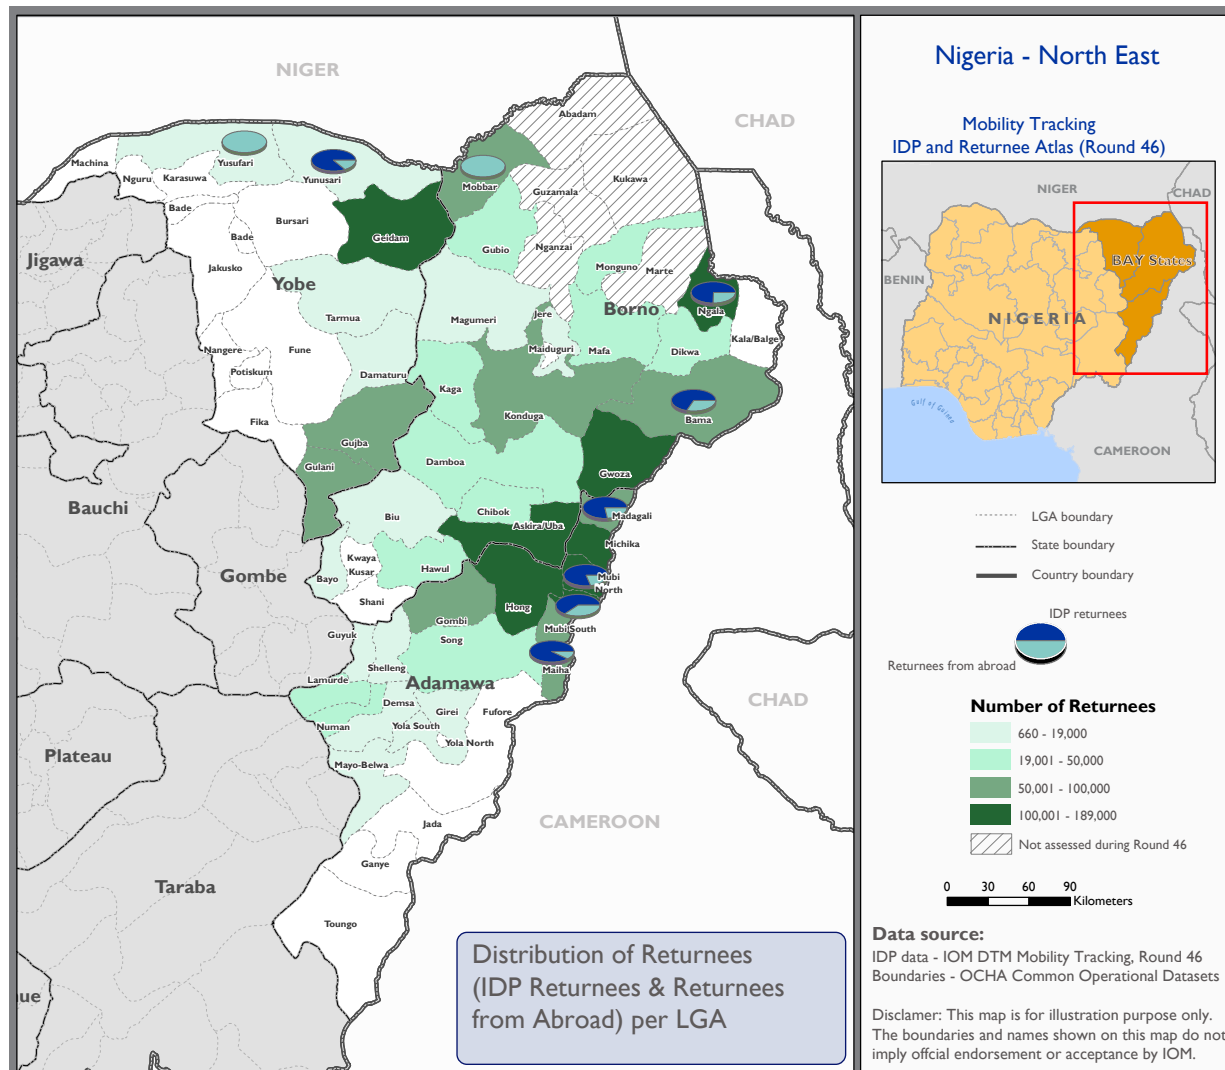 NIGER
CHAD
Abadam
Machina
Yusufari
Nguru
Karasuwa
Yunusari
Mobbar
Kukawa
Guzamala
Bade
Bursari
Geidam
Bade
Gubio
Nganzai
Jigawa
Jakusko
Monguno
Marte
Yobe
Borno
Ngala
Tarmua
Magumeri
Jere
Kala/Balge
Nangere
Fune
Maiduguri
Mafa
Dikwa
Potiskum
Damaturu
Kaga
Konduga
Bama
Fika
Gujba
Gulani
Damboa
Gwoza
Bauchi
Chibok
Madagali
Biu
Askira/Uba
Michika
Kwaya
Kusar
Gombe
Bayo
Hawul
Mubi
North
Shani
Hong
Gombi
Mubi South
Guyuk
Song
Shelleng
Maiha
Lamurde
Adamawa
CHAD
Demsa
Girei
Fufore
Numan
Yola South
Yola North
Plateau
Mayo-Belwa
Jada
CAMEROON
Ganye
Taraba
Toungo
nue
Distribution of Returnees
(IDP Returnees & Returnees
from Abroad) per LGA
Nigeria - North East
Mobility Tracking
IDP and Returnee Atlas (Round 46)
NIGER
CHAD
BAY States
BENIN
NIGERIA
Gulf of Guinea
CAMEROON
LGA boundary
State boundary
Country boundary
IDP returnees
Returnees from abroad
Number of Returnees
660 - 19,000
19,001 - 50,000
50,001 - 100,000
100,001 - 189,000
Not assessed during Round 46
0 30 60 90
Kilometers
Data source:
IDP data - IOM DTM Mobility Tracking, Round 46
Boundaries - OCHA Common Operational Datasets
Disclamer: This map is for illustration purpose only.
The boundaries and names shown on this map do not
imply offcial endorsement or acceptance by IOM.